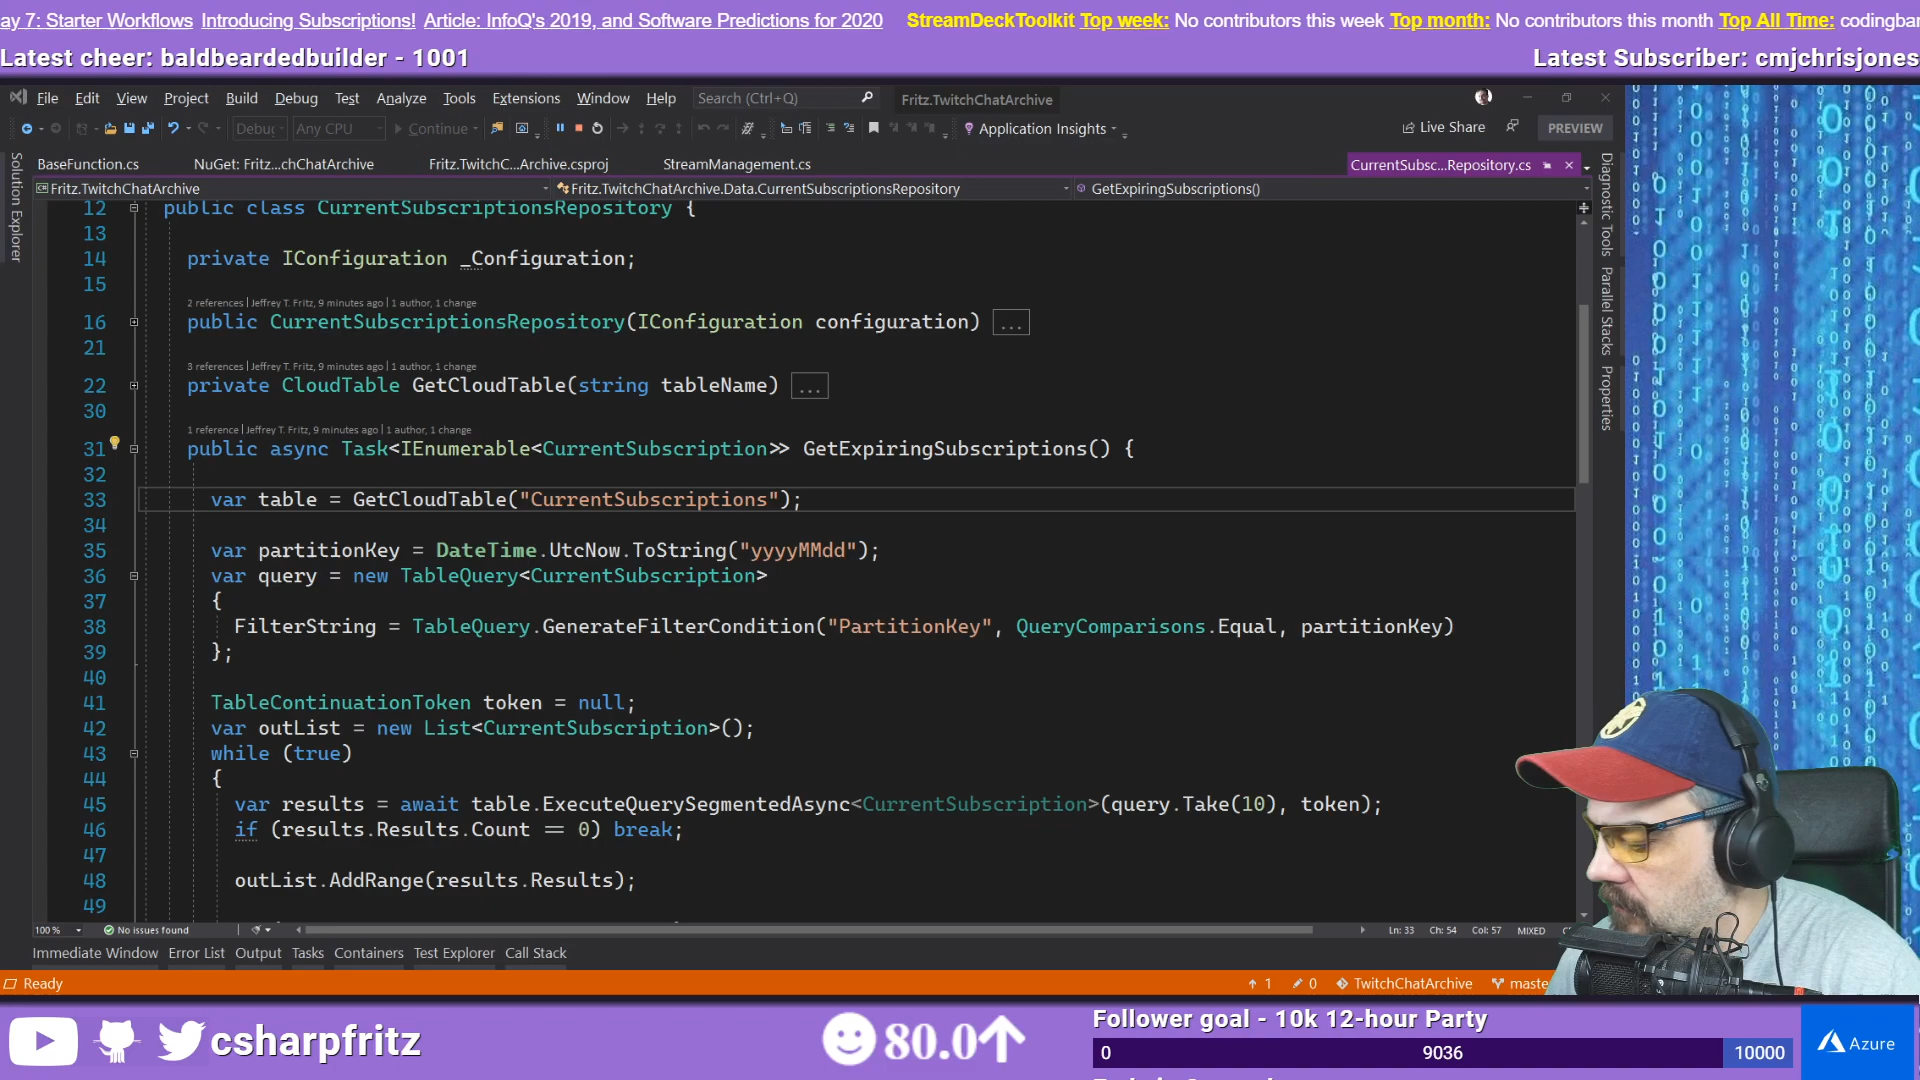 ay 7: Starter Workflows Introducing Subscriptions! Article: InfoQ's 2019, and Software Predictions for 2020 StreamDeckToolkit Top week: No contributors this week Top month: No contributors this month Top All Time: codingban
Latest cheer: baldbeardedbuilder - 1001
Latest Subscriber: cmjchrisjones
File Edit View Project Build Debug Test Analyze Tools Extensions Window Help Search (Ctrl+Q) Fritz.TwitchChatArchive
Debug Any CPU Continue Application Insights Live Share PREVIEW
BaseFunction.cs NuGet: Fritz...chChatArchive Fritz.TwitchC...Archive.csproj StreamManagement.cs CurrentSubsc...Repository.cs
Fritz.TwitchChatArchive Fritz.TwitchChatArchive.Data.CurrentSubscriptionsRepository GetExpiringSubscriptions()
Solution Explorer
Diagnostic Tools
Parallel Stacks
Properties
12 public class CurrentSubscriptionsRepository {
13
14 private IConfiguration _Configuration;
15
2 references | Jeffrey T. Fritz, 9 minutes ago | 1 author, 1 change
16 public CurrentSubscriptionsRepository(IConfiguration configuration) ...
21
3 references | Jeffrey T. Fritz, 9 minutes ago | 1 author, 1 change
22 private CloudTable GetCloudTable(string tableName) ...
30
1 reference | Jeffrey T. Fritz, 9 minutes ago | 1 author, 1 change
31 public async Task<IEnumerable<CurrentSubscription>> GetExpiringSubscriptions() {
32
33 var table = GetCloudTable("CurrentSubscriptions");
34
35 var partitionKey = DateTime.UtcNow.ToString("yyyyMMdd");
36 var query = new TableQuery<CurrentSubscription>
37 {
38 FilterString = TableQuery.GenerateFilterCondition("PartitionKey", QueryComparisons.Equal, partitionKey)
39 };
40
41 TableContinuationToken token = null;
42 var outList = new List<CurrentSubscription>();
43 while (true)
44 {
45 var results = await table.ExecuteQuerySegmentedAsync<CurrentSubscription>(query.Take(10), token);
46 if (results.Results.Count == 0) break;
47
48 outList.AddRange(results.Results);
49
100 % No issues found Ln: 33 Ch: 54 Col: 57 MIXED
Immediate Window Error List Output Tasks Containers Test Explorer Call Stack
Ready 1 0 TwitchChatArchive maste
csharpfritz
80.0
Follower goal - 10k 12-hour Party
0 9036 10000
Azure